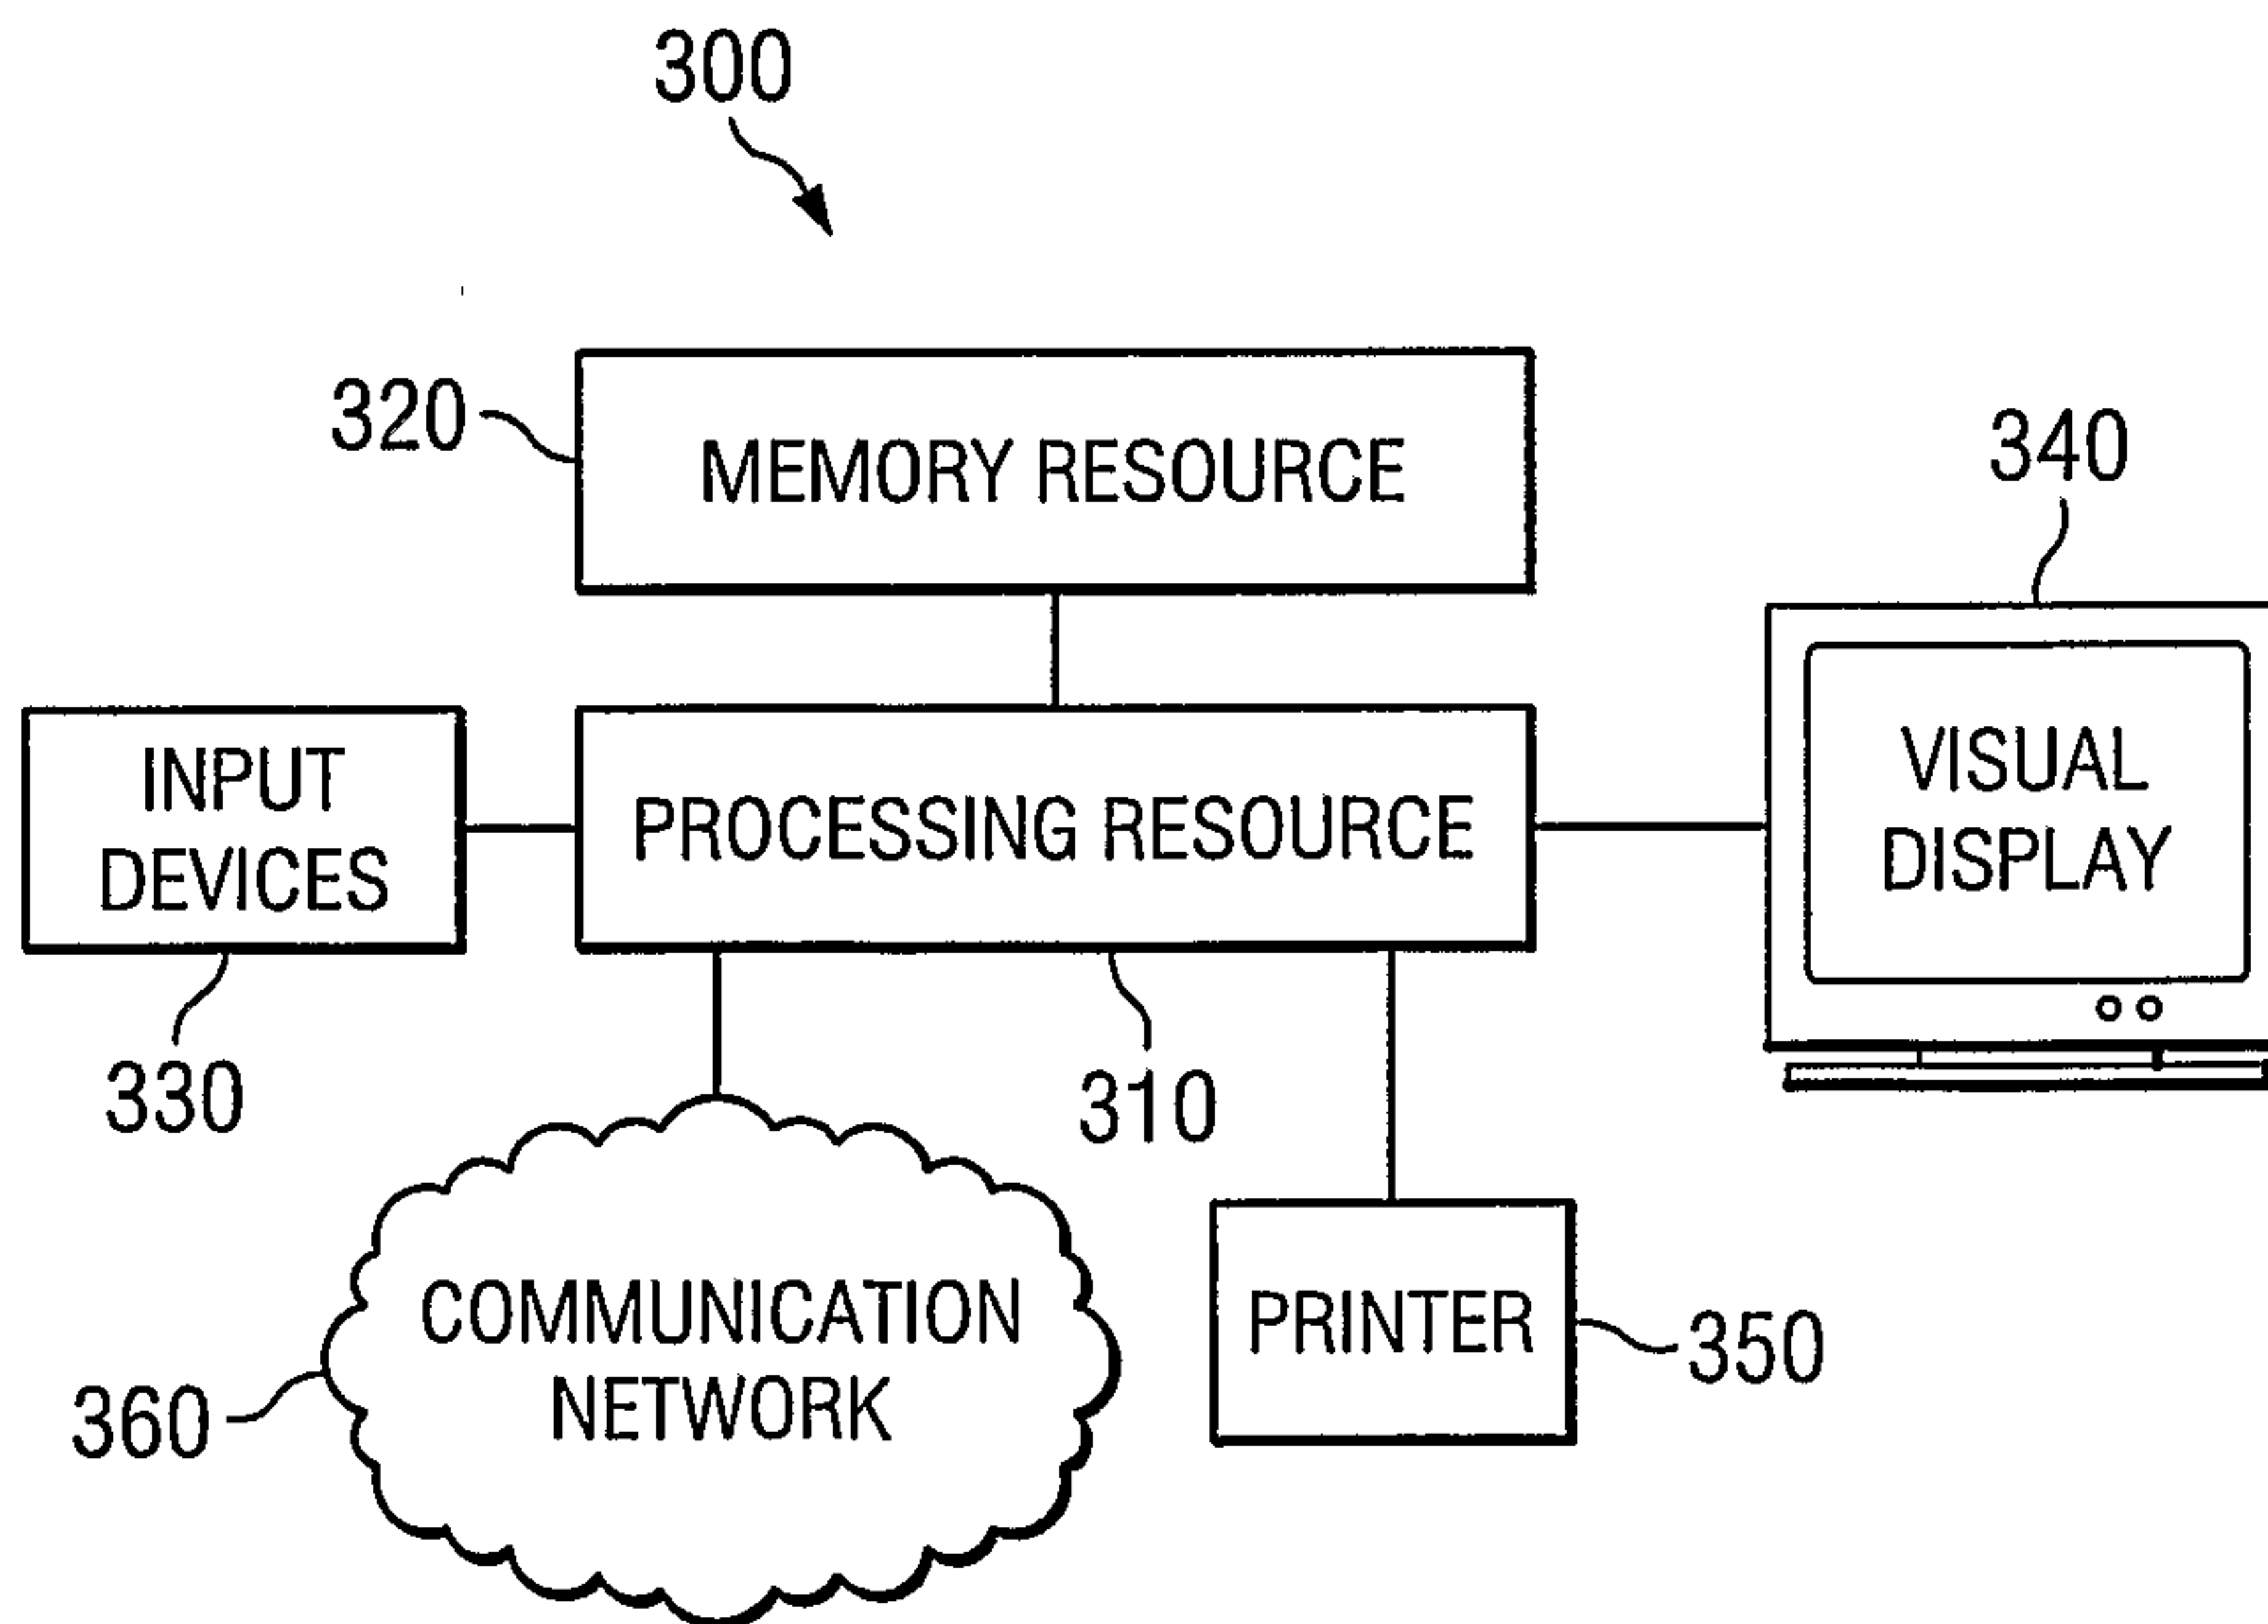 300
320
MEMORY RESOURCE
340
INPUT
DEVICES
PROCESSING RESOURCE
VISUAL
DISPLAY
330
310
COMMUNICATION
NETWORK
360
PRINTER
350